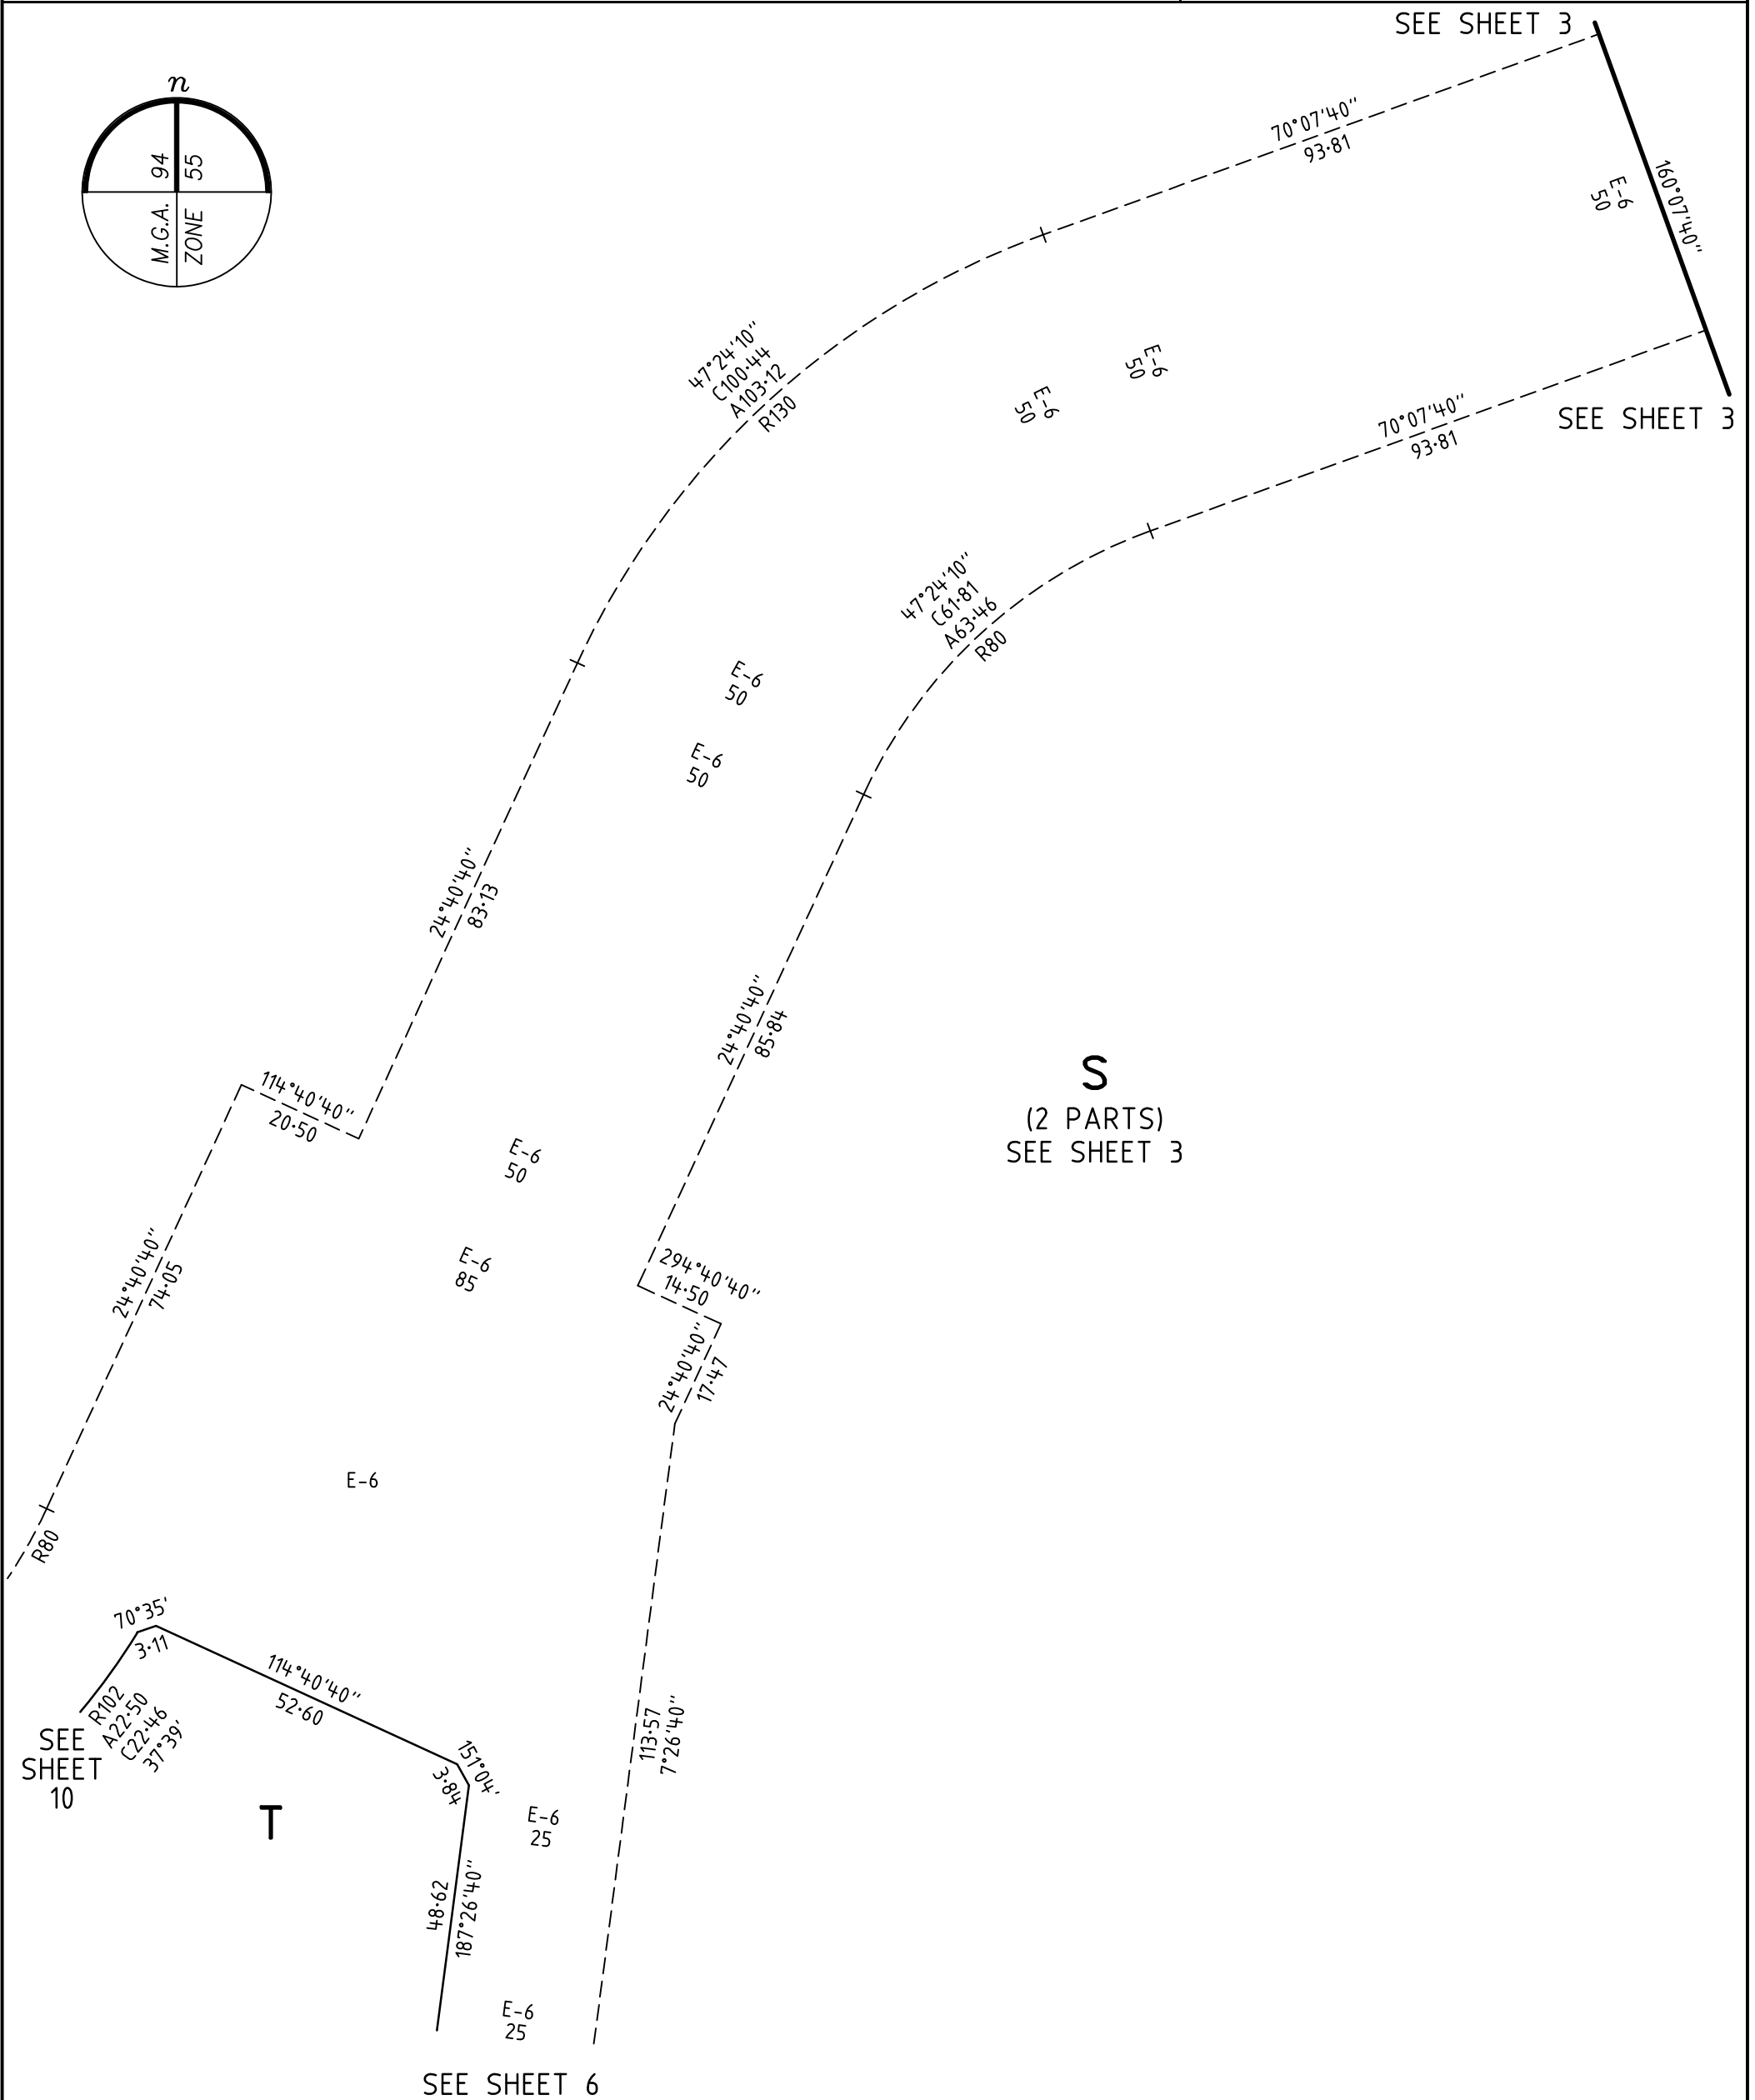 SEE SHEET 3
n
94
55
M.G.A.
ZONE
70°07'40"
93·81
160°07'40"
E-6
50
47°24'10"
C100·44
A103·12
R130
E-6
50
E-6
50
70°07'40"
93·81
SEE SHEET 3
47°24'10"
C61·81
A63·46
R80
E-6
50
E-6
50
24°40'40"
83·13
24°40'40"
85·84
S
(2 PARTS)
SEE SHEET 3
114°40'40"
20·50
E-6
50
24°40'40"
74·05
E-6
85
294°40'40"
14·50
24°40'40"
17·47
E-6
R80
70°35'
3·11
114°40'40"
52·60
R102
A22·50
C22·46
37°39'
SEE
SHEET
10
151°04'
3·84
113·57
7°26'40"
T
E-6
25
48·62
187°26'40"
E-6
25
SEE SHEET 6